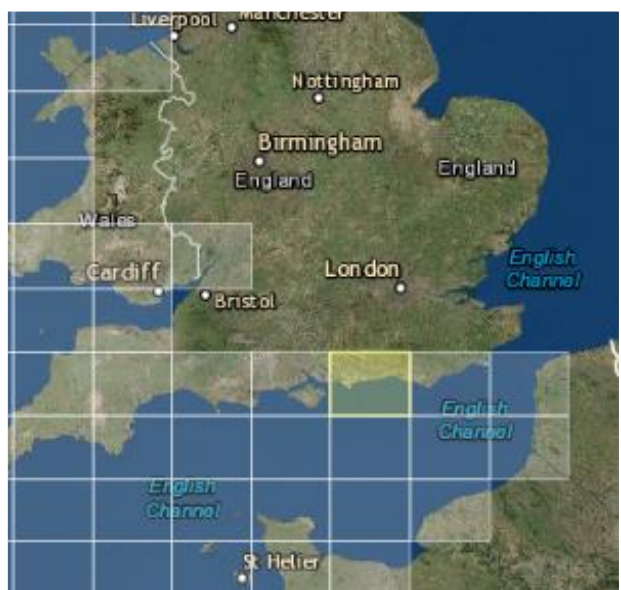 Manchester
Liverpool
Nottingham
Birmingham
England
England
Wales
English
Channel
Cardiff
London
Bristol
English
Channel
English
Channel
St Helier